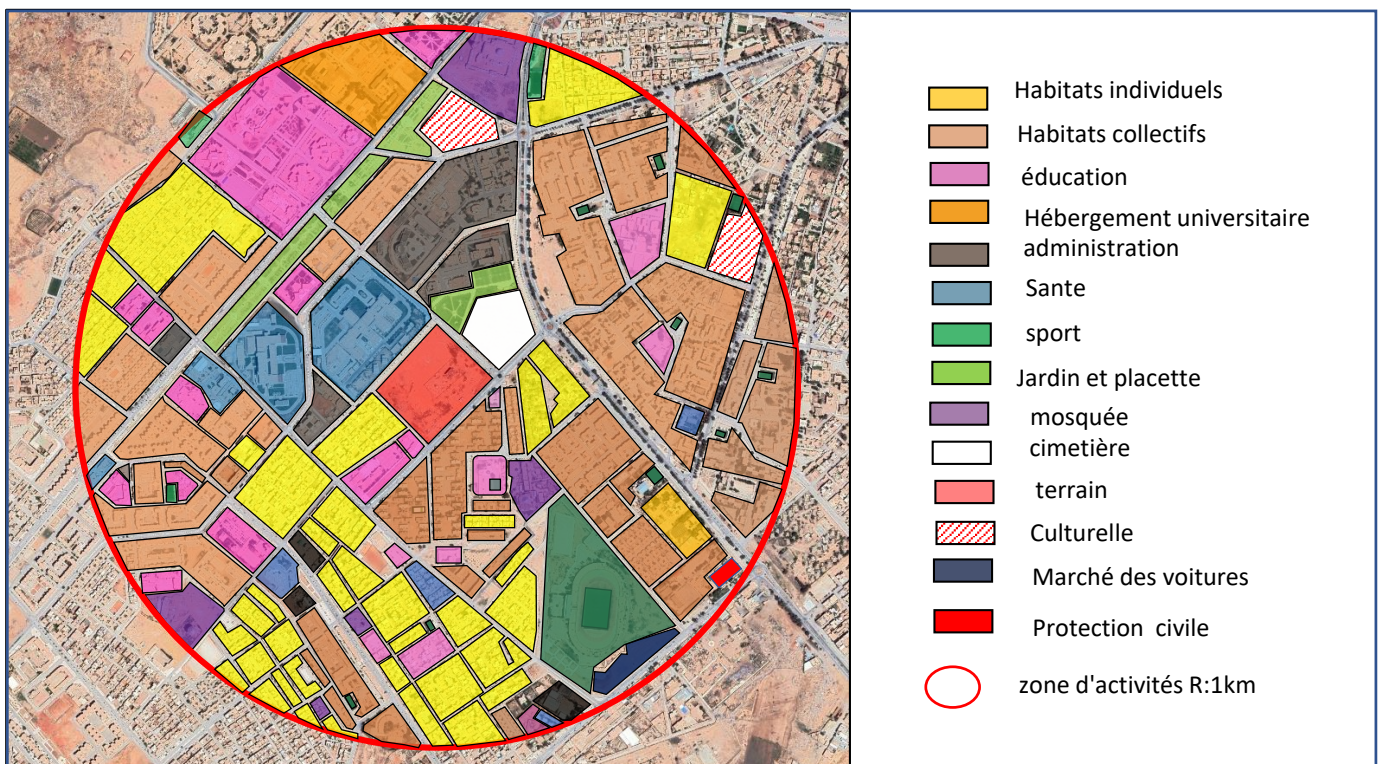 Habitats individuels
Habitats collectifs
éducation
Hébergement universitaire
administration
Sante
sport
Jardin et placette
mosquée
cimetière
terrain
Culturelle
Marché des voitures
Protection civile
zone d'activités R:1km